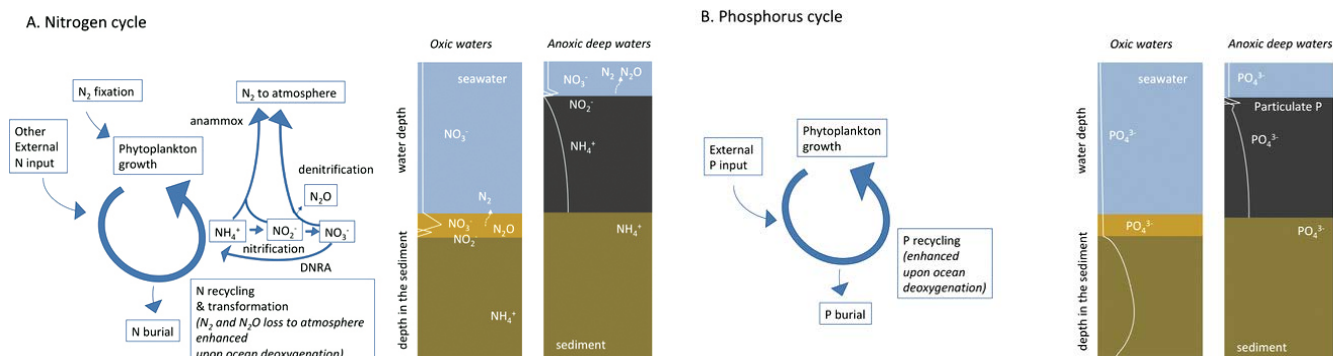 A. Nitrogen cycle
N2 fixation
Other
External
N input
Phytoplankton
growth
N2 to atmosphere
anammox
denitrification
N2O
NH4+
NO2-
NO3-
nitrification
DNRA
N recycling
& transformation
(N2 and N2O loss to atmosphere
enhanced
upon ocean deoxygenation)
N burial
Oxic waters
Anoxic deep waters
water depth
depth in the sediment
seawater
NO3-
N2
NO3-
N2O
NO2-
NH4+
NO3-
N2 N2O
NO2-
NH4+
NH4+
sediment
B. Phosphorus cycle
External
P input
Phytoplankton
growth
P recycling
(enhanced
upon ocean
deoxygenation)
P burial
Oxic waters
Anoxic deep waters
water depth
depth in the sediment
seawater
PO43-
PO43-
PO43-
Particulate P
PO43-
PO43-
sediment